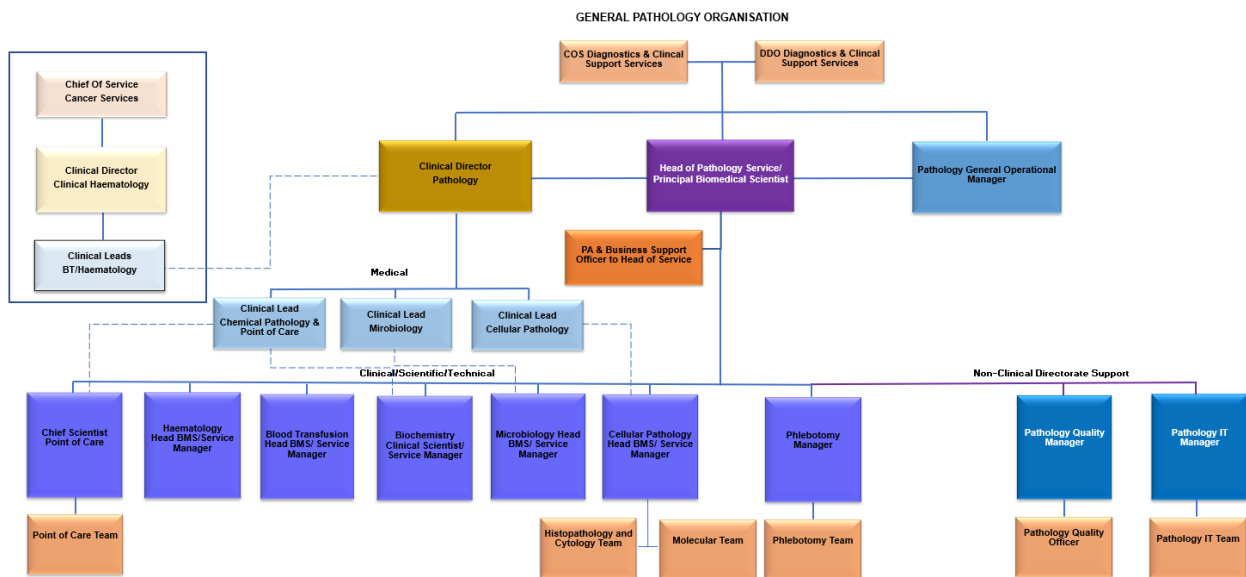 GENERAL PATHOLOGY ORGANISATION
COS Diagnostics & Clincal
Support Services
DDO Diagnostics & Clincal
Support Services
Chief Of Service
Cancer Services
Clinical Director
Clinical Haematology
Clinical Leads
BT/Haematology
Clinical Director
Pathology
Head of Pathology Service/
Principal Biomedical Scientist
Pathology General Operational
Manager
PA & Business Support
Officer to Head of Service
Medical
Clinical Lead
Chemical Pathology &
Point of Care
Clinical Lead
Mirobiology
Clinical Lead
Cellular Pathology
Clinical/Scientific/Technical
Non-Clinical Directorate Support
Chief Scientist
Point of Care
Haematology
Head BMS/Service
Manager
Blood Transfusion
Head BMS/ Service
Manager
Biochemistry
Clinical Scientist/
Service Manager
Microbiology Head
BMS/ Service
Manager
Cellular Pathology
Head BMS/ Service
Manager
Phlebotomy
Manager
Pathology Quality
Manager
Pathology IT
Manager
Point of Care Team
Histopathology and
Cytology Team
Molecular Team
Phlebotomy Team
Pathology Quality
Officer
Pathology IT Team